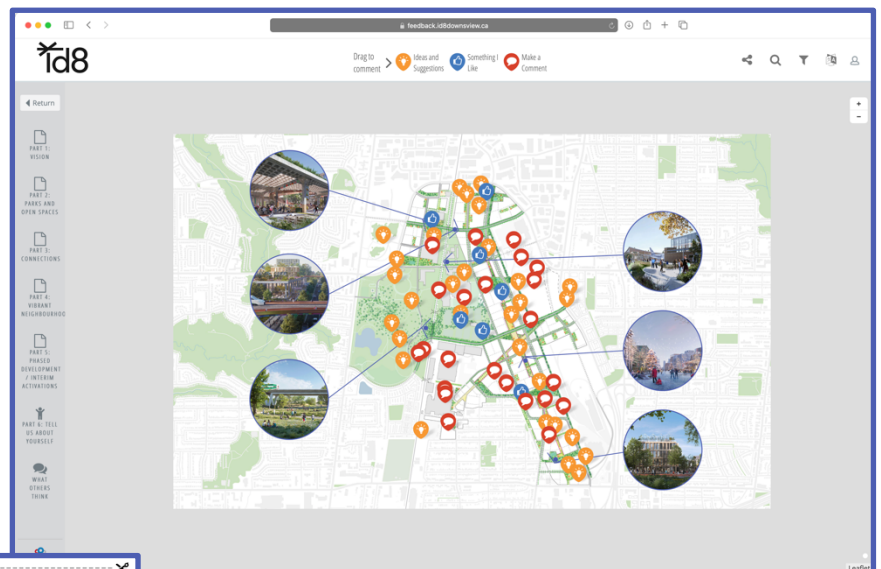 feedback.id8downsview.ca
id8
Drag to
comment
Ideas and
Suggestions
Something I
Like
Make a
Comment
Return
PART 1:
VISION
PART 2:
PARKS AND
OPEN SPACES
PART 3:
CONNECTIONS
PART 4:
VIBRANT
NEIGHBOURHOO
PART 5:
PHASED
DEVELOPMENT
/ INTERIM
ACTIVATIONS
PART 6: TELL
US ABOUT
YOURSELF
WHAT
OTHERS
THINK
+
−
Leaflet